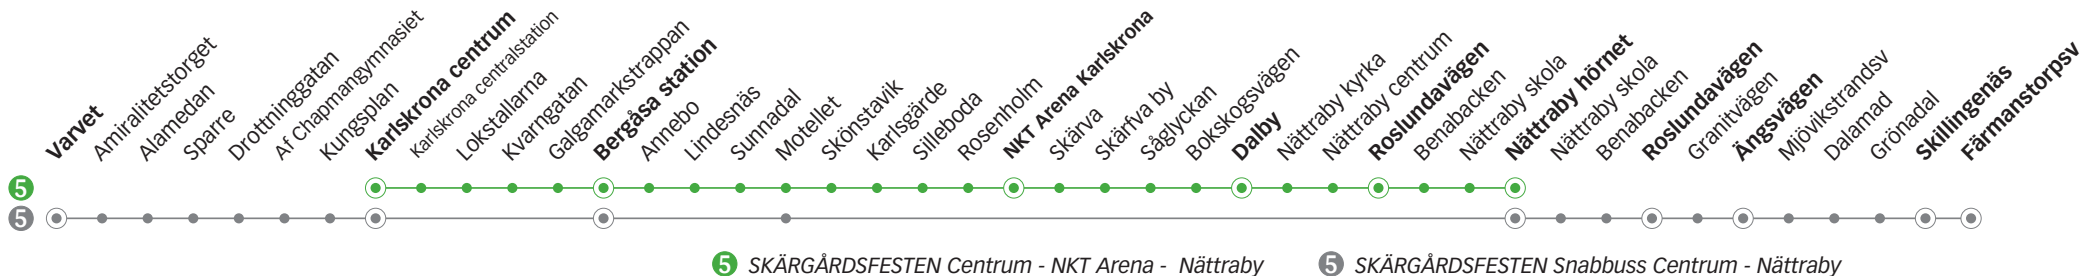 Varvet
Amiralitetstorget
Alamedan
Sparre
Drottninggatan
Af Chapmangymnasiet
Kungsplan
Karlskrona centrum
Karlskrona centralstation
Lokstallarna
Kvarngatan
Galgamarkstrappan
Bergåsa station
Annebo
Lindesnäs
Sunnadal
Motellet
Skönstavik
Karlsgärde
Silleboda
Rosenholm
NKT Arena Karlskrona
Skärva
Skärfva by
Såglyckan
Bokskogsvägen
Dalby
Nättraby kyrka
Nättraby centrum
Roslundavägen
Benabacken
Nättraby skola
Nättraby hörnet
Nättraby skola
Benabacken
Roslundavägen
Granitvägen
Ängsvägen
Mjövikstrandsv
Dalamad
Grönadal
Skillingenäs
Färmanstorpsv
5
5
5 SKÄRGÅRDSFESTEN Centrum - NKT Arena - Nättraby
5 SKÄRGÅRDSFESTEN Snabbuss Centrum - Nättraby